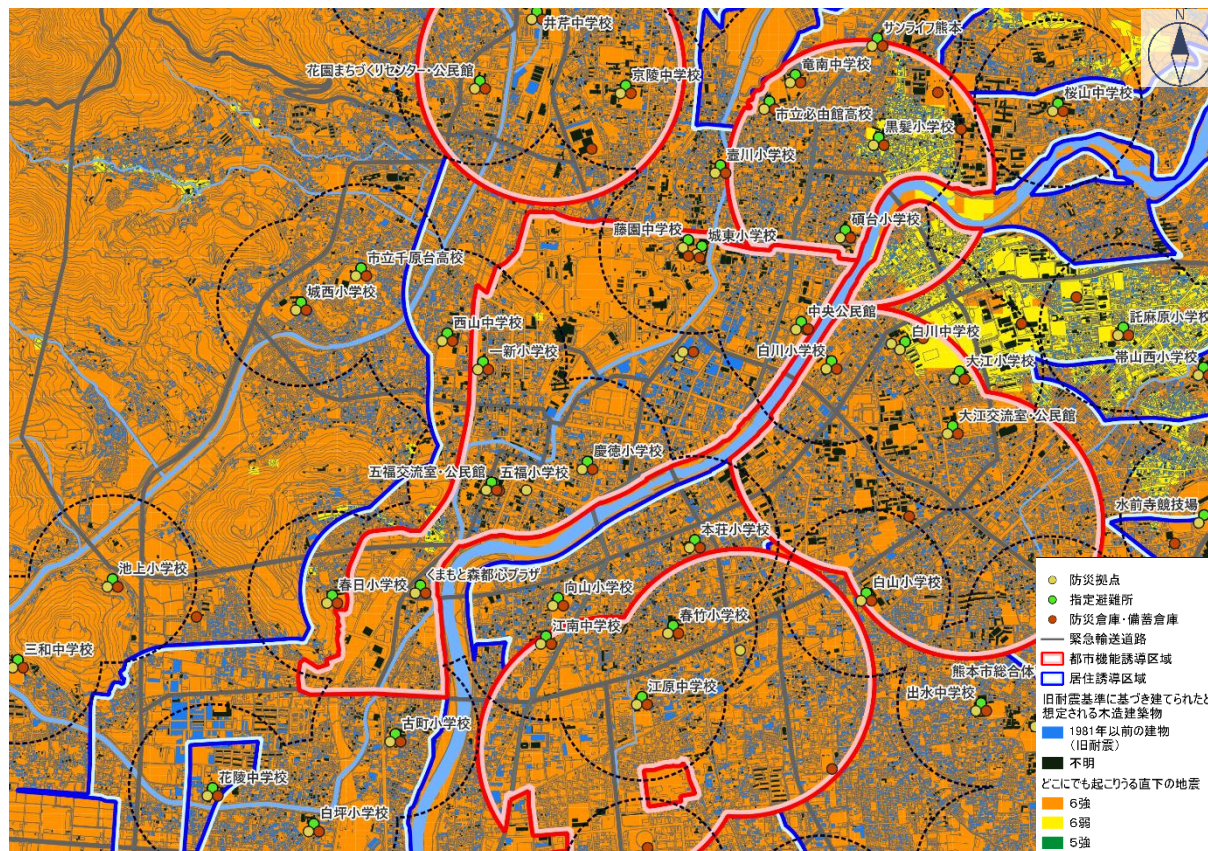 N
井芹中学校
サンライフ熊本
花園まちづくりセンター・公民館
京陵中学校
竜南中学校
桜山中学校
市立必由館高校
黒髪小学校
壷川小学校
藤園中学校
城東小学校
碩台小学校
市立千原台高校
城西小学校
西山中学校
中央公民館
託麻原小学校
一新小学校
白川小学校
白川中学校
大江小学校
帯山西小学校
大江交流室・公民館
五福交流室・公民館
五福小学校
慶徳小学校
水前寺競技場
本荘小学校
池上小学校
春日小学校
くまもと森都心プラザ
向山小学校
白山小学校
春竹小学校
江南中学校
三和中学校
熊本市総合体
江原中学校
出水中学校
古町小学校
花陵中学校
白坪小学校
防災拠点
指定避難所
防災倉庫・備蓄倉庫
緊急輸送道路
都市機能誘導区域
居住誘導区域
旧耐震基準に基づき建てられたと
想定される木造建築物
1981年以前の建物
(旧耐震)
不明
どこにでも起こりうる直下の地震
6強
6弱
5強